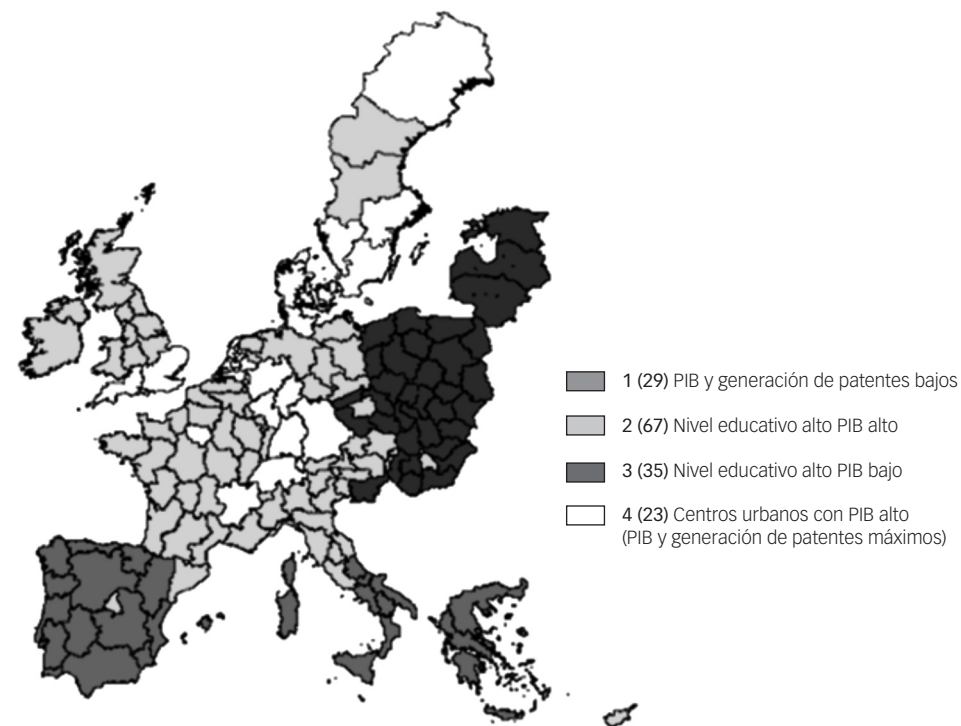 1 (29) PIB y generación de patentes bajos
2 (67) Nivel educativo alto PIB alto
3 (35) Nivel educativo alto PIB bajo
4 (23) Centros urbanos con PIB alto
(PIB y generación de patentes máximos)